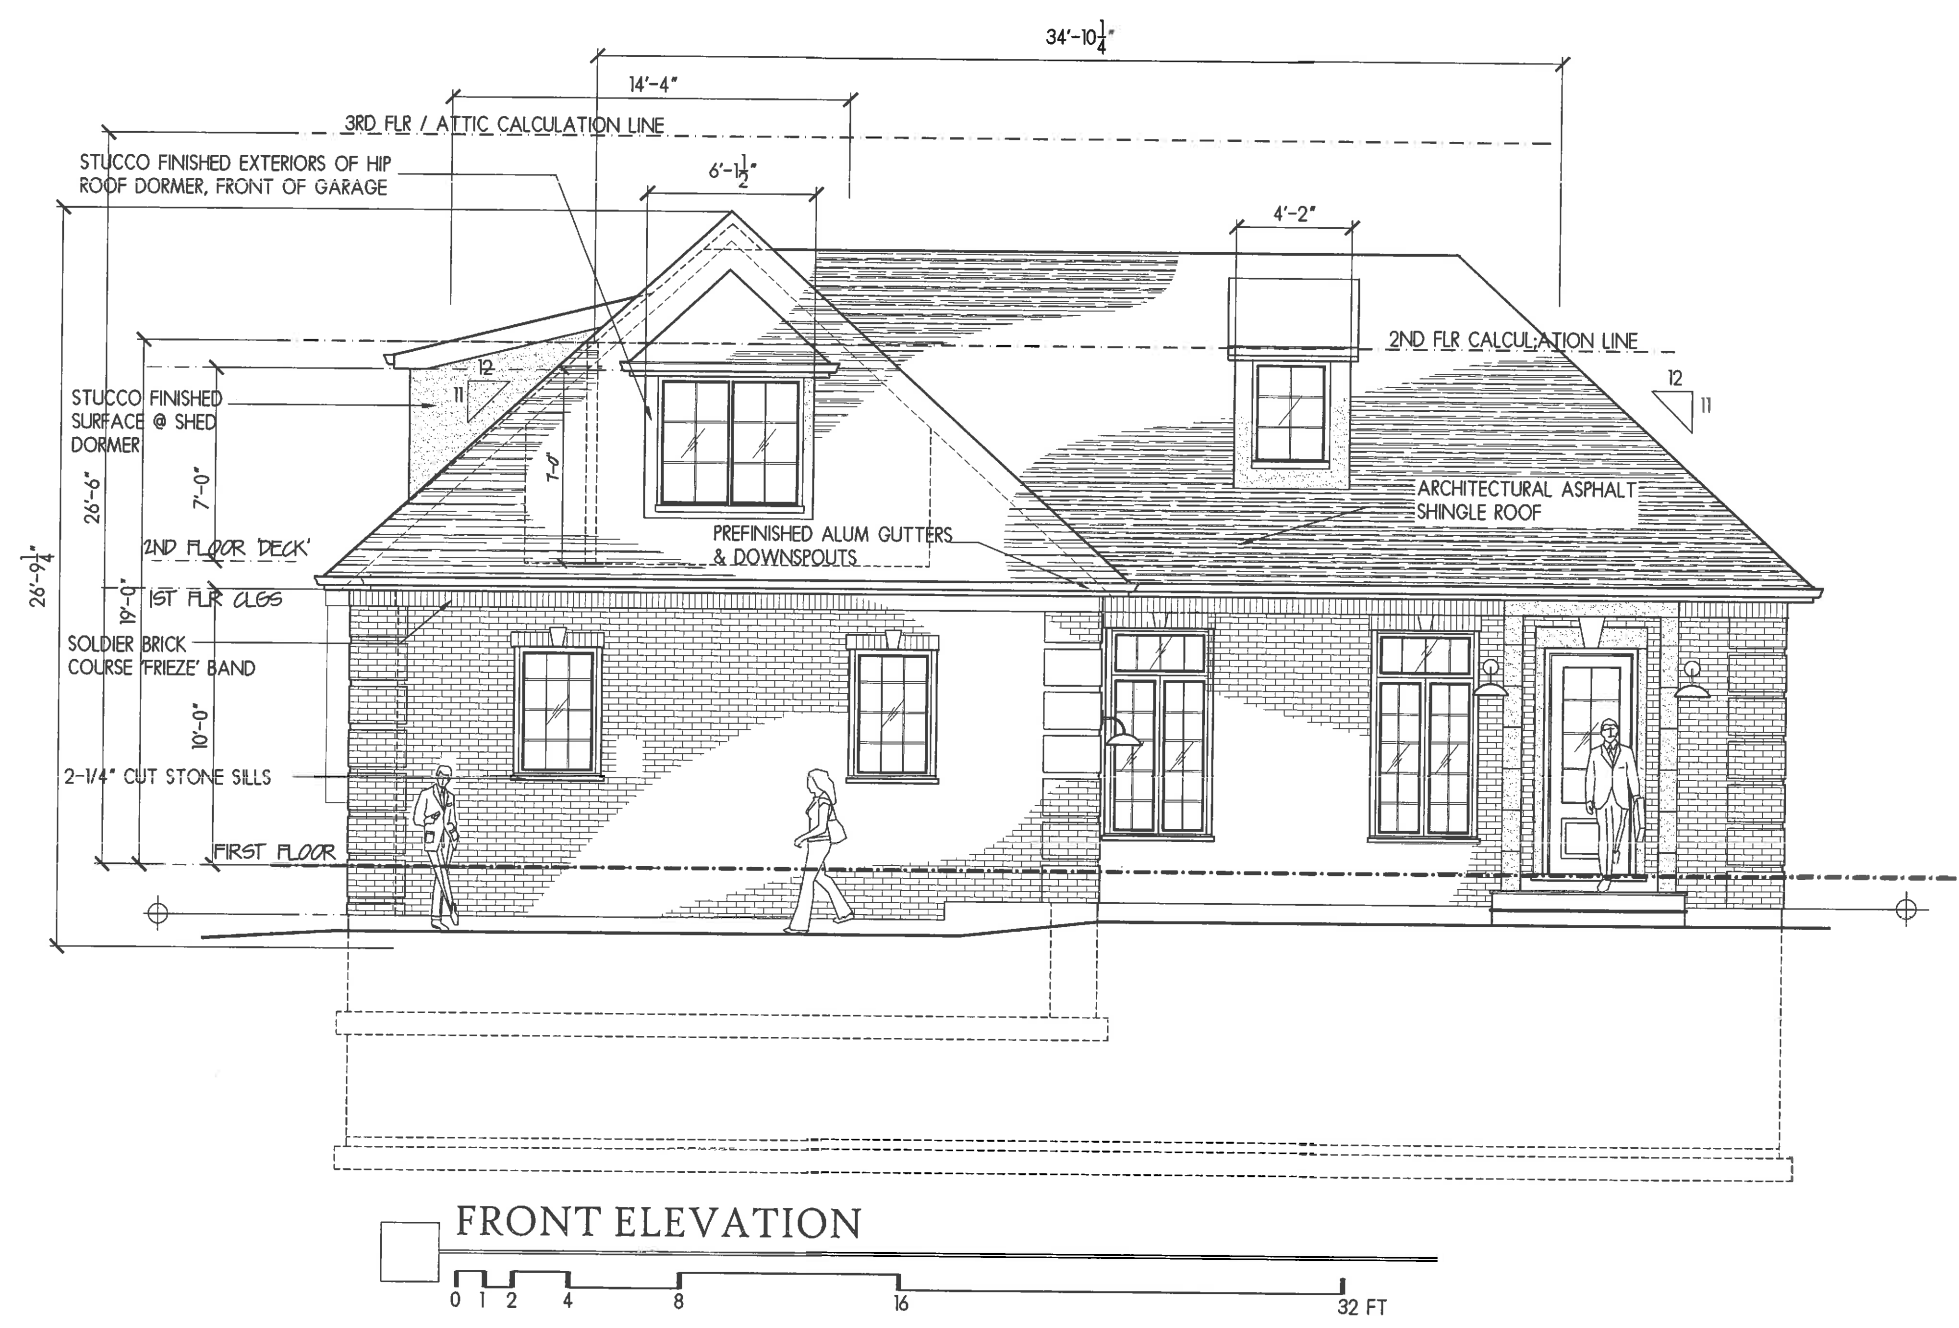 34'-10 1/4"
14'-4"
3RD FLR / ATTIC CALCULATION LINE
STUCCO FINISHED EXTERIORS OF HIP
ROOF DORMER, FRONT OF GARAGE
6'-1 1/2"
4'-2"
2ND FLR CALCUL;ATION LINE
12
11
12
11
STUCCO FINISHED
SURFACE @ SHED
DORMER
26'-6"
7'-0"
7'-0"
ARCHITECTURAL ASPHALT
SHINGLE ROOF
PREFINISHED ALUM GUTTERS
& DOWNSPOUTS
2ND FLOOR 'DECK'
26'-9 1/4"
19'-0"
1ST FLR CLGS
SOLDIER BRICK
COURSE 'FRIEZE' BAND
10'-0"
2-1/4" CUT STONE SILLS
FIRST FLOOR
FRONT ELEVATION
0 1 2 4 8 16 32 FT